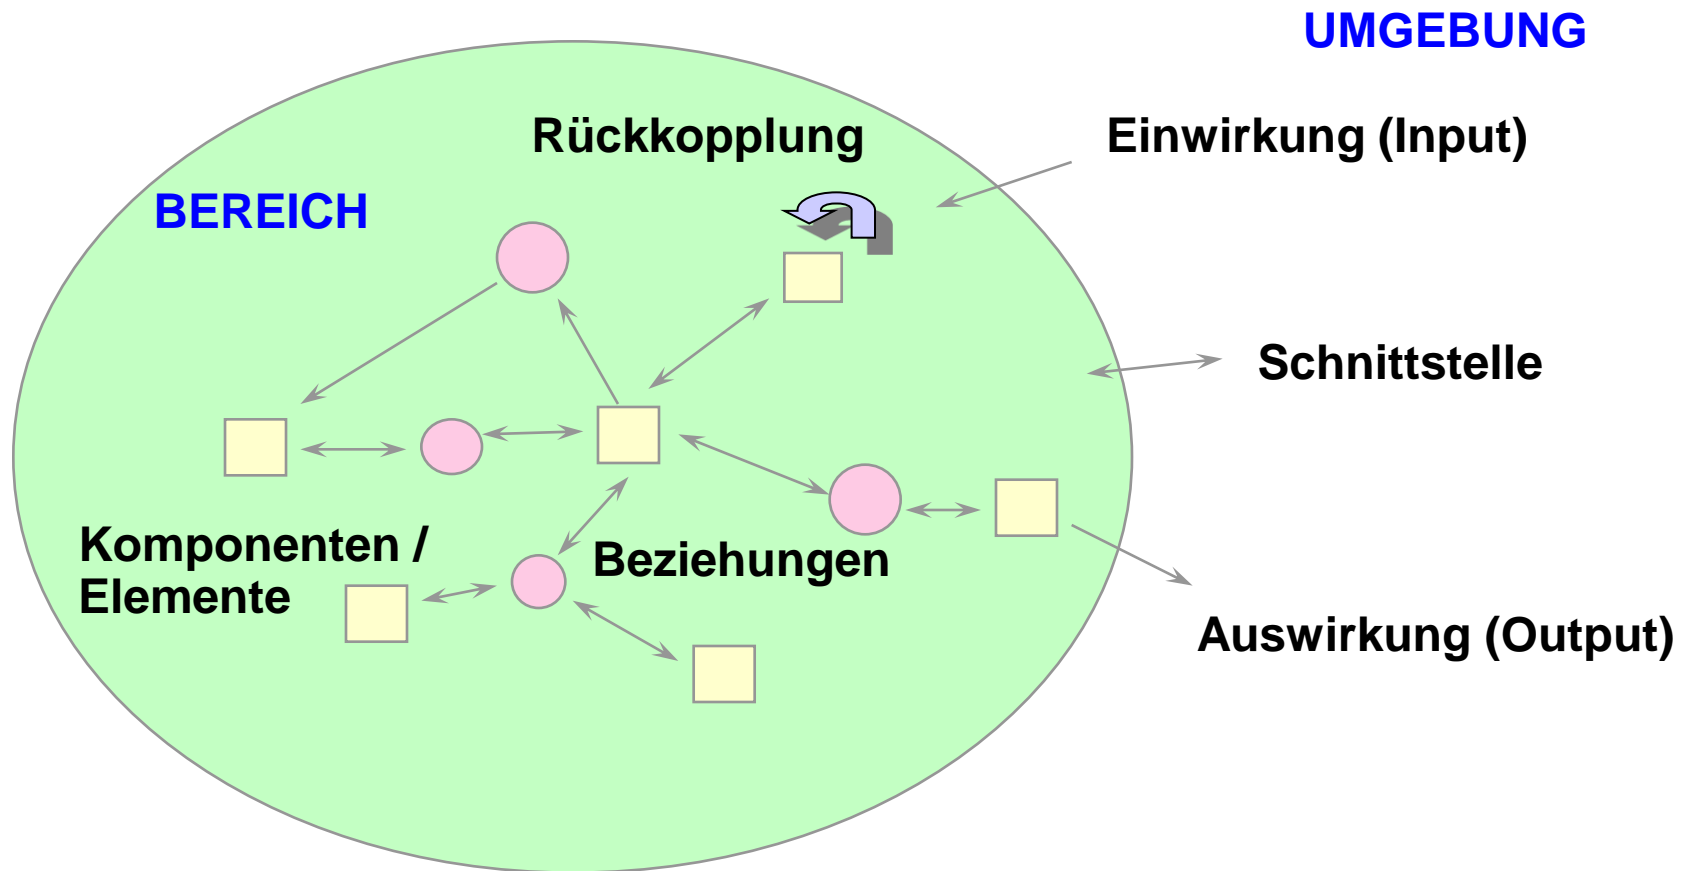 UMGEBUNG
Rückkopplung
Einwirkung (Input)
BEREICH
Schnittstelle
Komponenten /
Elemente
Beziehungen
Auswirkung (Output)